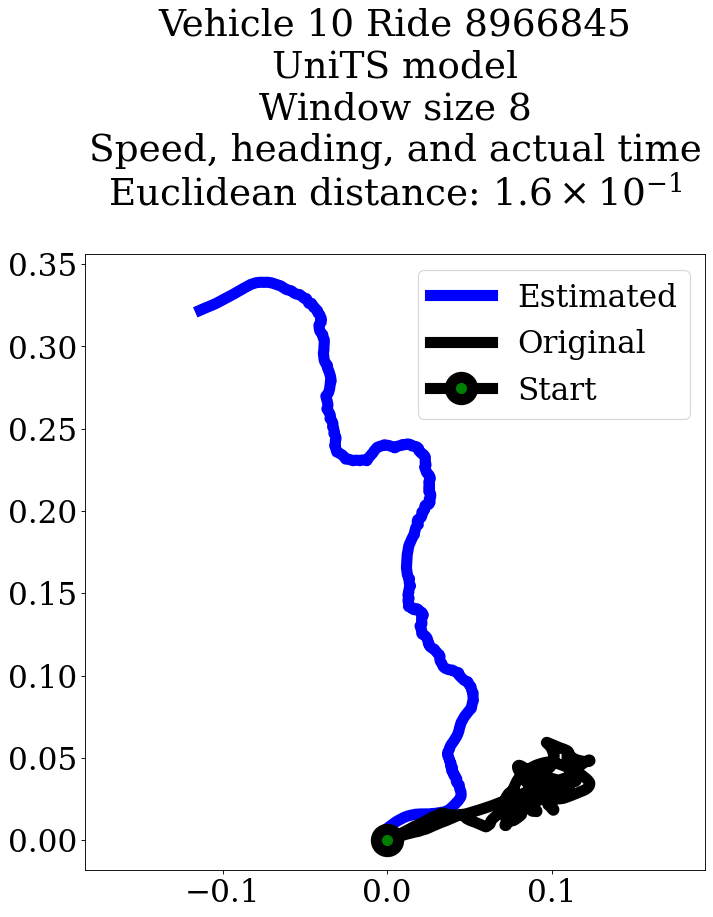 Vehicle 10 Ride 8966845
UniTS model
Window size 8
Speed, heading, and actual time
Euclidean distance: 1.6 × 10⁻¹
Estimated
Original
Start
0.35
0.30
0.25
0.20
0.15
0.10
0.05
0.00
−0.1 0.0 0.1